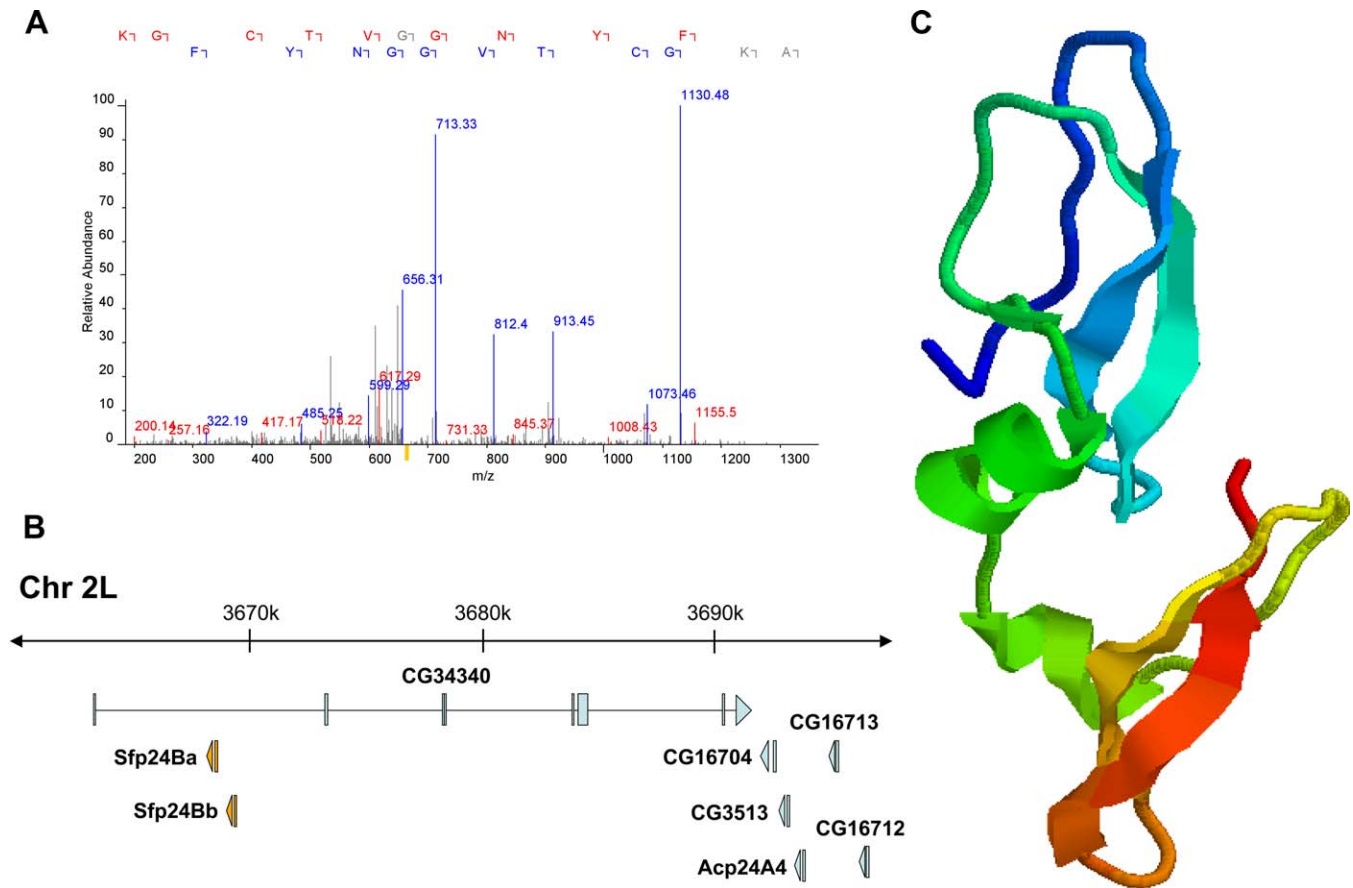 A
C
K G C T V G G N Y F
F Y N G G V T C G K A
100
90
80
70
60
50
40
30
20
10
0
Relative Abundance
1130.48
713.33
656.31
812.4
913.45
617.29
599.29
1073.46
485.25
518.22
1155.5
200.14
257.16
322.19
417.17
731.33
845.37
1008.43
200 300 400 500 600 700 800 900 1000 1100 1200 1300
m/z
B
Chr 2L
3670k 3680k 3690k
CG34340
CG16713
Sfp24Ba
CG16704
Sfp24Bb
CG3513
CG16712
Acp24A4